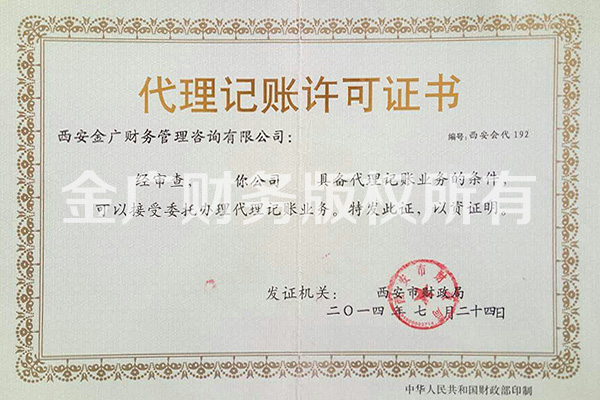 代理记账许可证书
西安金广财务管理咨询有限公司：
编号：西安会代 192
经审查，　你公司　具备代理记账业务的条件，
金广财务版权所有
可以接受委托办理代理记账业务。特发此证，以资证明。
发证机关：　西安市财政局
二〇一四 年 七 月二十四日
中华人民共和国财政部印制